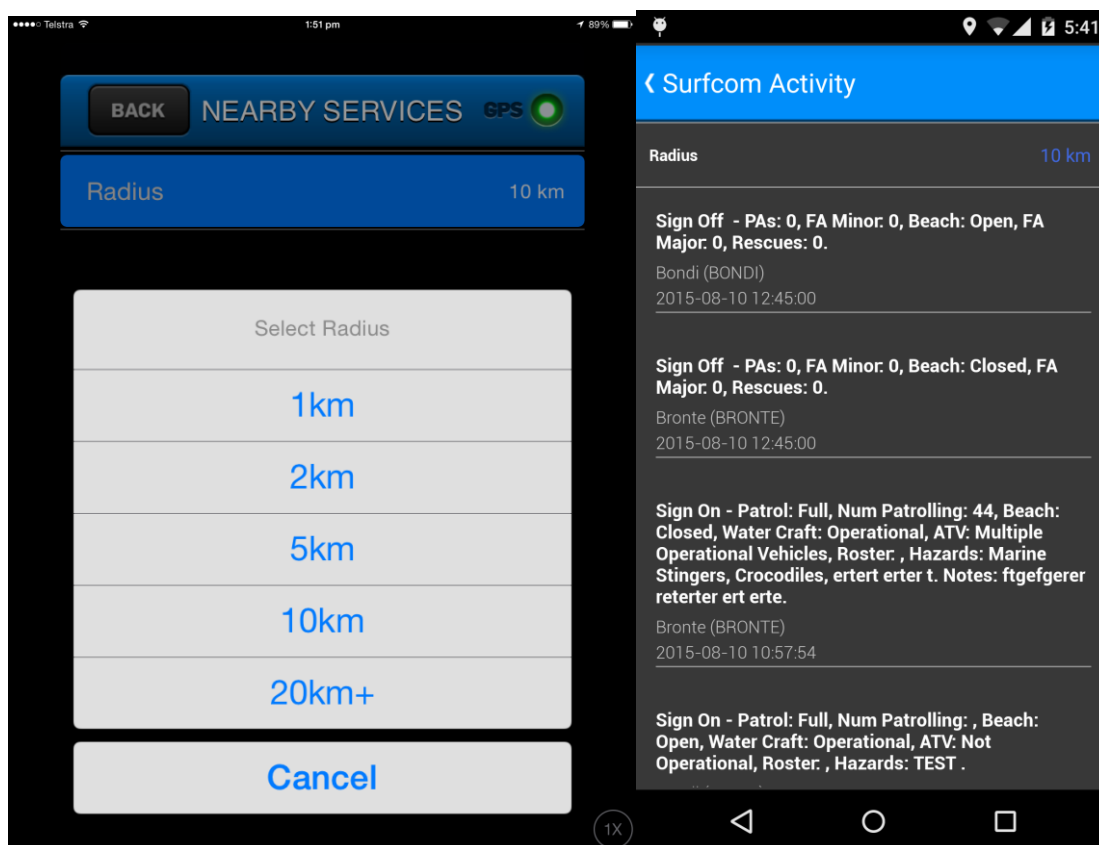 ●●●●○ Telstra 1:51 pm 89%
BACK NEARBY SERVICES GPS
Radius 10 km
Select Radius
1km
2km
5km
10km
20km+
Cancel
1X
5:41
Surfcom Activity
Radius 10 km
Sign Off - PAs: 0, FA Minor: 0, Beach: Open, FA
Major: 0, Rescues: 0.
Bondi (BONDI)
2015-08-10 12:45:00
Sign Off - PAs: 0, FA Minor: 0, Beach: Closed, FA
Major: 0, Rescues: 0.
Bronte (BRONTE)
2015-08-10 12:45:00
Sign On - Patrol: Full, Num Patrolling: 44, Beach:
Closed, Water Craft: Operational, ATV: Multiple
Operational Vehicles, Roster: , Hazards: Marine
Stingers, Crocodiles, ertert erter t. Notes: ftgefgerer
reterter ert erte.
Bronte (BRONTE)
2015-08-10 10:57:54
Sign On - Patrol: Full, Num Patrolling: , Beach:
Open, Water Craft: Operational, ATV: Not
Operational, Roster: , Hazards: TEST .